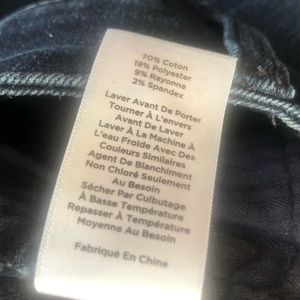 70% Coton
19% Polyester
9% Rayonne
2% Spandex
Laver Avant De Porter
Tourner À L'envers
Avant De Laver
Laver À La Machine À
L'eau Froide Avec Des
Couleurs Similaires
Agent De Blanchiment
Non Chloré Seulement
Au Besoin
Sécher Par Culbutage
À Basse Température
Repasser À Température
Moyenne Au Besoin
Fabriqué En Chine